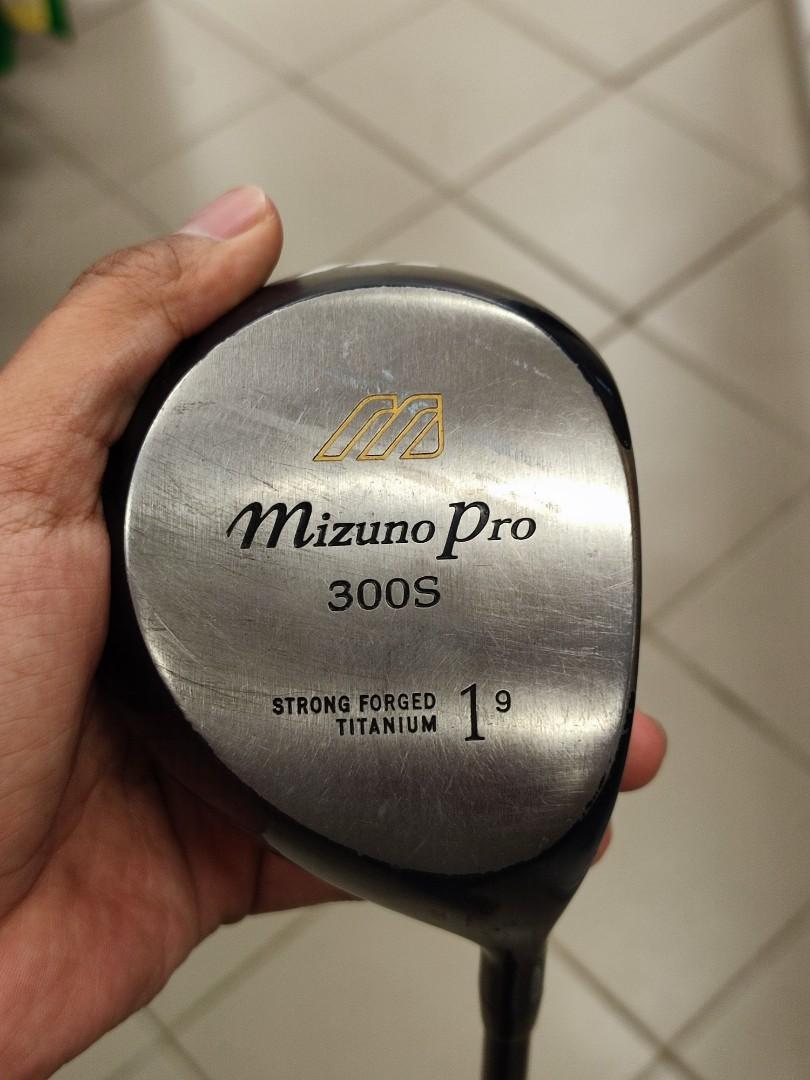 Mizuno Pro
300S
STRONG FORGED
TITANIUM 1 9